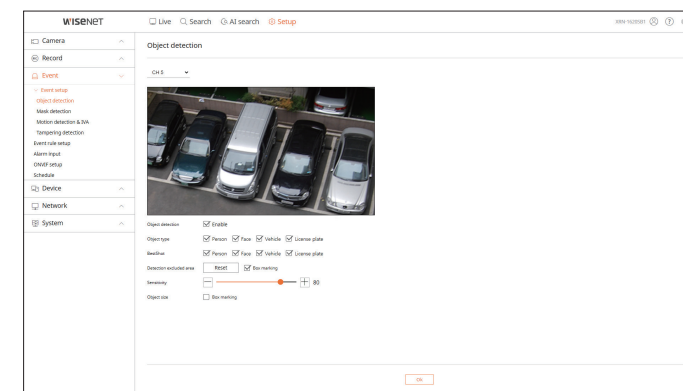 WISENET
Live Search AI search Setup
ARN-1620S81
Camera
Record
Event
Event setup
Object detection
Mask detection
Motion detection & IVA
Tampering detection
Event rule setup
Alarm input
ONVIF setup
Schedule
Device
Network
System
Object detection
CH 5
Object detection Enable
Object type Person Face Vehicle License plate
BestShot Person Face Vehicle License plate
Detection excluded area Reset Box marking
Sensitivity 80
Object size Box marking
Ok